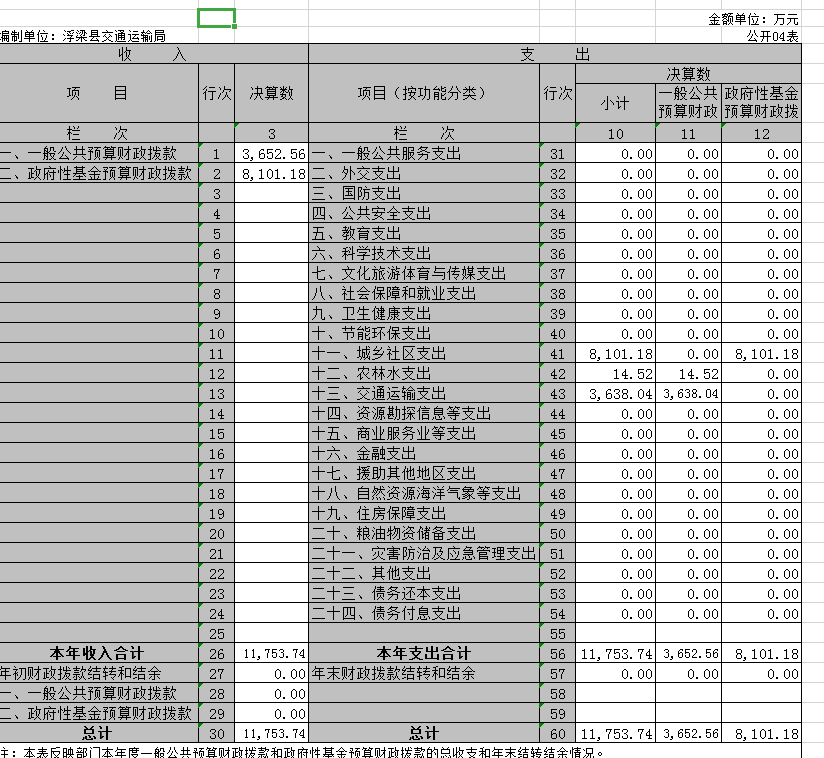 金额单位：万元
编制单位：浮梁县交通运输局 公开04表
收 入 支 出
项 目 行次 决算数 项目（按功能分类） 行次 决算数
小计 一般公共预算财政 政府性基金预算财政拨
栏 次 3 栏 次 10 11 12
一、一般公共预算财政拨款 1 3,652.56 一、一般公共服务支出 31 0.00 0.00 0.00
二、政府性基金预算财政拨款 2 8,101.18 二、外交支出 32 0.00 0.00 0.00
3 三、国防支出 33 0.00 0.00 0.00
4 四、公共安全支出 34 0.00 0.00 0.00
5 五、教育支出 35 0.00 0.00 0.00
6 六、科学技术支出 36 0.00 0.00 0.00
7 七、文化旅游体育与传媒支出 37 0.00 0.00 0.00
8 八、社会保障和就业支出 38 0.00 0.00 0.00
9 九、卫生健康支出 39 0.00 0.00 0.00
10 十、节能环保支出 40 0.00 0.00 0.00
11 十一、城乡社区支出 41 8,101.18 0.00 8,101.18
12 十二、农林水支出 42 14.52 14.52 0.00
13 十三、交通运输支出 43 3,638.04 3,638.04 0.00
14 十四、资源勘探信息等支出 44 0.00 0.00 0.00
15 十五、商业服务业等支出 45 0.00 0.00 0.00
16 十六、金融支出 46 0.00 0.00 0.00
17 十七、援助其他地区支出 47 0.00 0.00 0.00
18 十八、自然资源海洋气象等支出 48 0.00 0.00 0.00
19 十九、住房保障支出 49 0.00 0.00 0.00
20 二十、粮油物资储备支出 50 0.00 0.00 0.00
21 二十一、灾害防治及应急管理支出 51 0.00 0.00 0.00
22 二十二、其他支出 52 0.00 0.00 0.00
23 二十三、债务还本支出 53 0.00 0.00 0.00
24 二十四、债务付息支出 54 0.00 0.00 0.00
25 55
本年收入合计 26 11,753.74 本年支出合计 56 11,753.74 3,652.56 8,101.18
年初财政拨款结转和结余 27 0.00 年末财政拨款结转和结余 57 0.00 0.00 0.00
一、一般公共预算财政拨款 28 0.00 58
二、政府性基金预算财政拨款 29 0.00 59
总计 30 11,753.74 总计 60 11,753.74 3,652.56 8,101.18
注：本表反映部门本年度一般公共预算财政拨款和政府性基金预算财政拨款的总收支和年末结转结余情况。